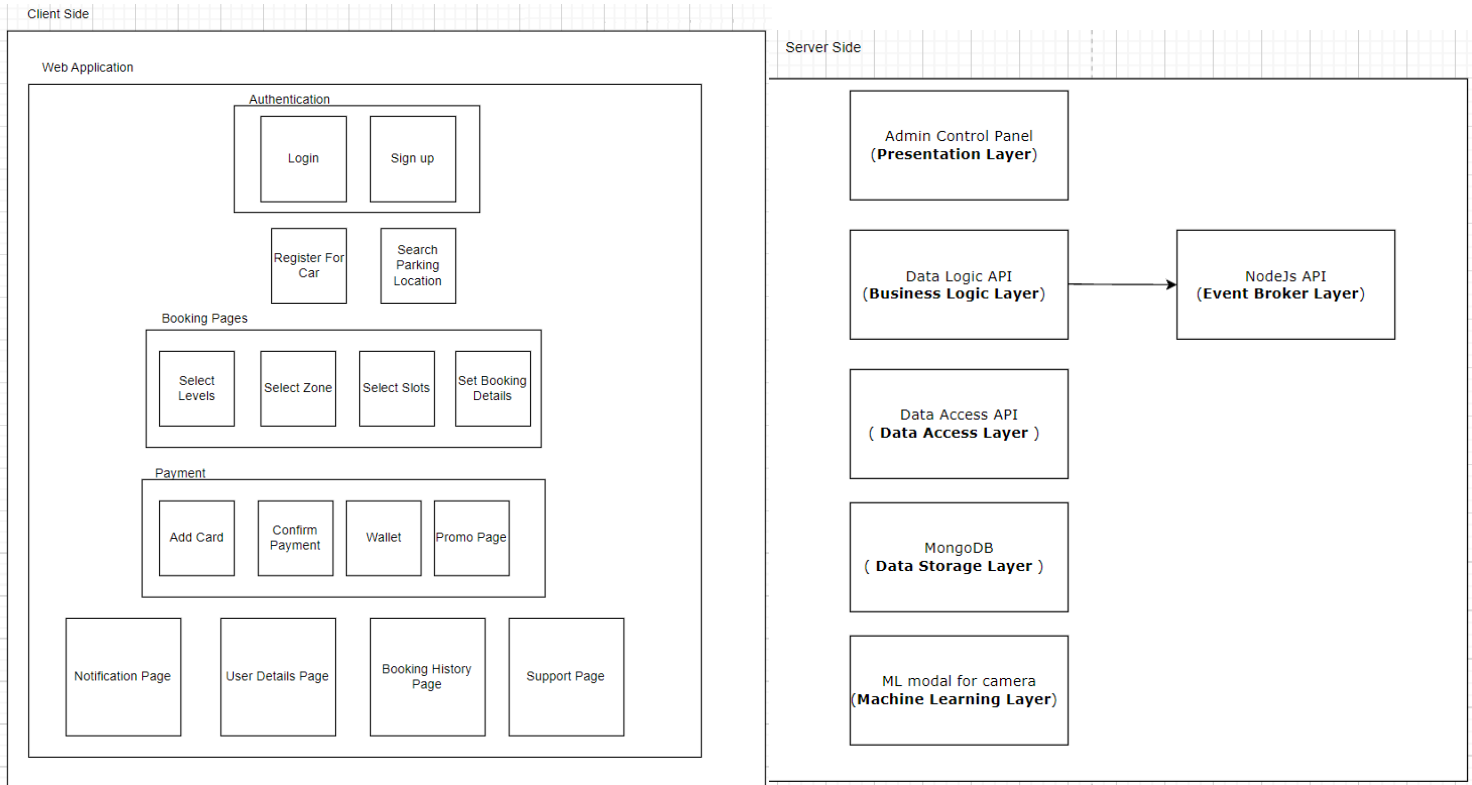 Client Side
Web Application
Authentication
Login
Sign up
Register For
Car
Search
Parking
Location
Booking Pages
Select
Levels
Select Zone
Select Slots
Set Booking
Details
Payment
Add Card
Confirm
Payment
Wallet
Promo Page
Notification Page
User Details Page
Booking History
Page
Support Page
Server Side
Admin Control Panel
(Presentation Layer)
Data Logic API
(Business Logic Layer)
NodeJs API
(Event Broker Layer)
Data Access API
( Data Access Layer )
MongoDB
( Data Storage Layer )
ML modal for camera
(Machine Learning Layer)